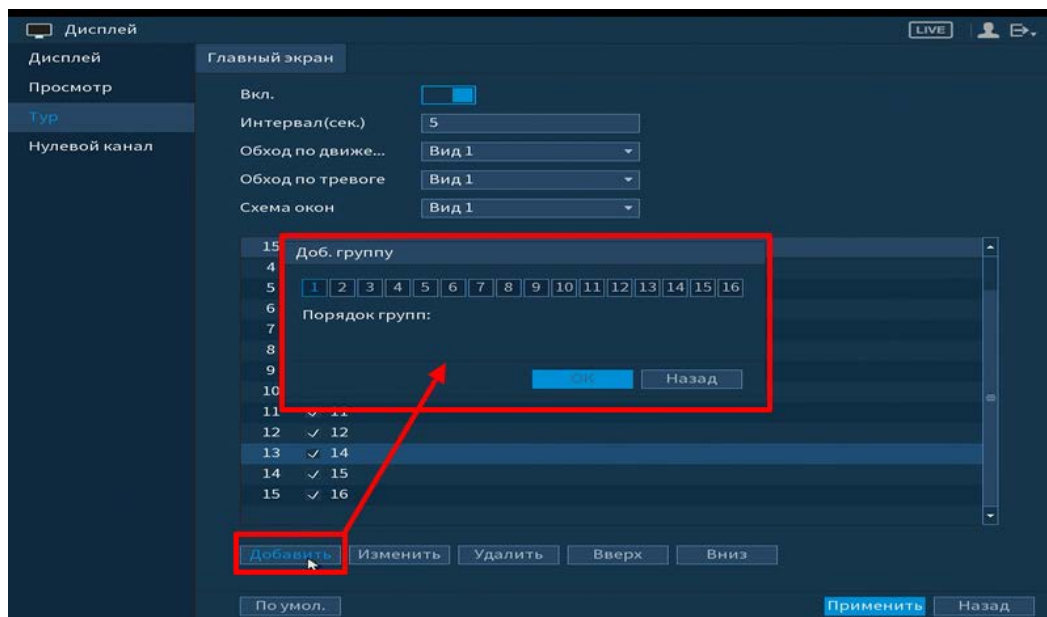 Дисплей LIVE
Дисплей
Просмотр
Тур
Нулевой канал
Главный экран
Вкл.
Интервал(сек.) 5
Обход по движе... Вид 1
Обход по тревоге Вид 1
Схема окон Вид 1
15
4
5
6
7
8
9
10
Доб. группу
1 2 3 4 5 6 7 8 9 10 11 12 13 14 15 16
Порядок групп:
OK Назад
11 11
12 12
13 14
14 15
15 16
Добавить Изменить Удалить Вверх Вниз
По умол. Применить Назад